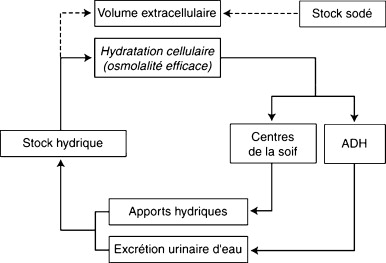 Volume extracellulaire
Stock sodé
Hydratation cellulaire
(osmolalité efficace)
Stock hydrique
Centres
de la soif
ADH
Apports hydriques
Excrétion urinaire d'eau